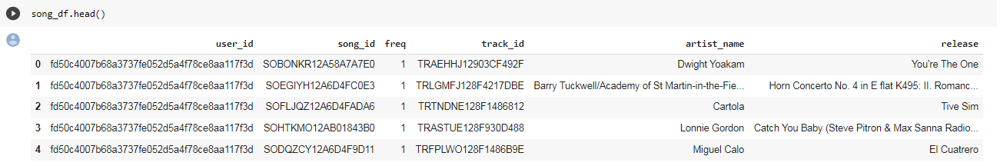 song_df.head()
user_id song_id freq track_id artist_name release
0 fd50c4007b68a3737fe052d5a4f78ce8aa117f3d SOBONKR12A58A7A7E0 1 TRAEHHJ12903CF492F Dwight Yoakam You're The One
1 fd50c4007b68a3737fe052d5a4f78ce8aa117f3d SOEGIYH12A6D4FC0E3 1 TRLGMFJ128F4217DBE Barry Tuckwell/Academy of St Martin-in-the-Fie... Horn Concerto No. 4 in E flat K495: II. Romanc...
2 fd50c4007b68a3737fe052d5a4f78ce8aa117f3d SOFLJQZ12A6D4FADA6 1 TRTNDNE128F1486812 Cartola Tive Sim
3 fd50c4007b68a3737fe052d5a4f78ce8aa117f3d SOHTKMO12AB01843B0 1 TRASTUE128F930D488 Lonnie Gordon Catch You Baby (Steve Pitron & Max Sanna Radio...
4 fd50c4007b68a3737fe052d5a4f78ce8aa117f3d SODQZCY12A6D4F9D11 1 TRFPLWO128F1486B9E Miguel Calo El Cuatrero